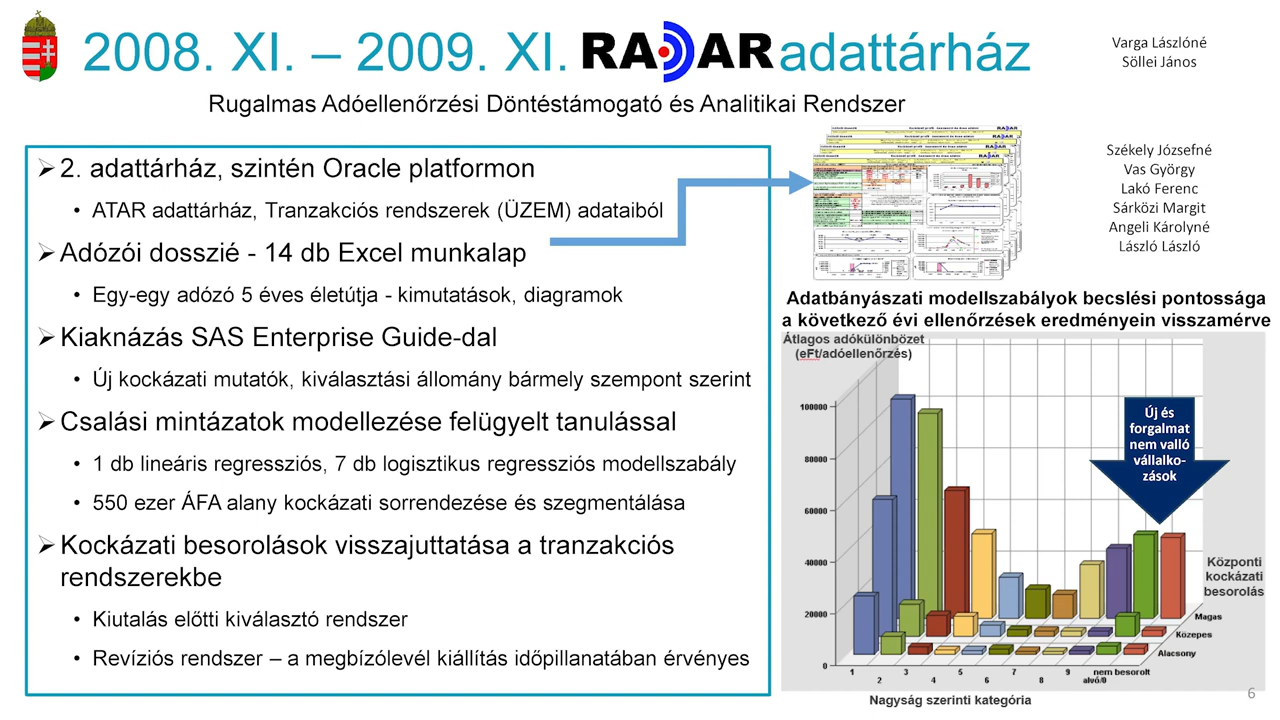 2008. XI. – 2009. XI. RADAR adattárház
Varga Lászlóné
Söllei János
Rugalmas Adóellenőrzési Döntéstámogató és Analitikai Rendszer
2. adattárház, szintén Oracle platformon
ATAR adattárház, Tranzakciós rendszerek (ÜZEM) adataiból
Adózói dosszié - 14 db Excel munkalap
Egy-egy adózó 5 éves életútja - kimutatások, diagramok
Kiaknázás SAS Enterprise Guide-dal
Új kockázati mutatók, kiválasztási állomány bármely szempont szerint
Csalási mintázatok modellezése felügyelt tanulással
1 db lineáris regressziós, 7 db logisztikus regressziós modellszabály
550 ezer ÁFA alany kockázati sorrendezése és szegmentálása
Kockázati besorolások visszajuttatása a tranzakciós
rendszerekbe
Kiutalás előtti kiválasztó rendszer
Revíziós rendszer – a megbízólevél kiállítás időpillanatában érvényes
RADAR
RADAR
RADAR
RADAR
Székely Józsefné
Vas György
Lakó Ferenc
Sárközi Margit
Angeli Károlyné
László László
Adatbányászati modellszabályok becslési pontossága
a következő évi ellenőrzések eredményein visszamérve
Átlagos adókülönbözet
(eFt/adóellenőrzés)
100000
80000
60000
40000
20000
0
Új és
forgalmat
nem valló
vállalko-
zások
Központi
kockázati
besorolás
Magas
Közepes
Alacsony
1 3 5 7 9 nem besorolt
2 4 6 8 alvó/0
Nagyság szerinti kategória
6